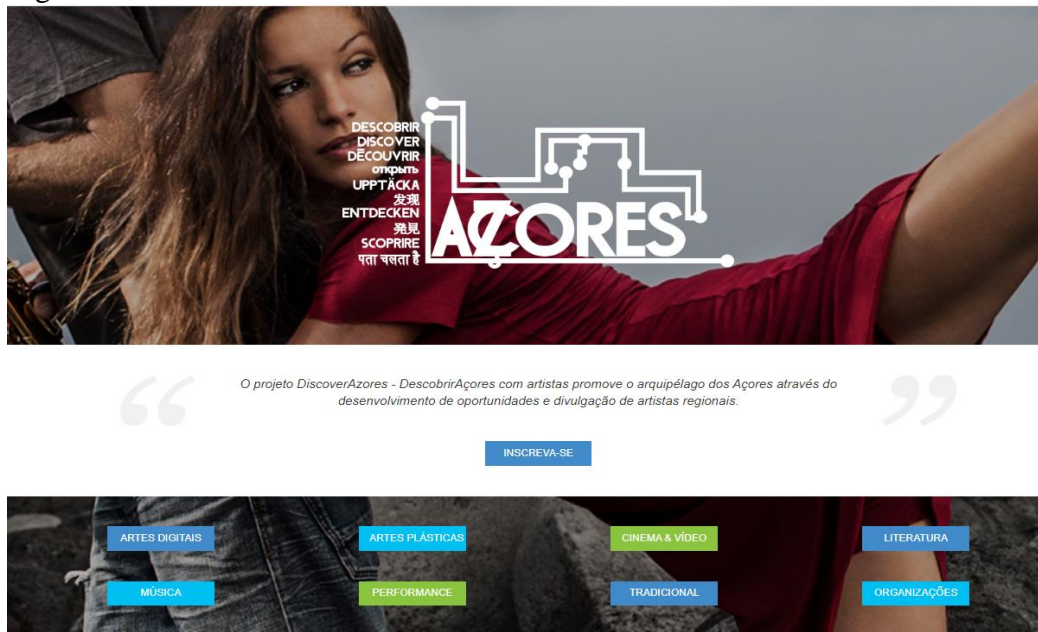 DESCOBRIR
DISCOVER
DÉCOUVRIR
открыть
UPPTÄCKA
发现
ENTDECKEN
発見
SCOPRIRE
पता चलता है
AÇORES
“ O projeto DiscoverAzores - DescobrirAçores com artistas promove o arquipélago dos Açores através do
desenvolvimento de oportunidades e divulgação de artistas regionais. ”
INSCREVA-SE
ARTES DIGITAIS
ARTES PLÁSTICAS
CINEMA & VÍDEO
LITERATURA
MÚSICA
PERFORMANCE
TRADICIONAL
ORGANIZAÇÕES